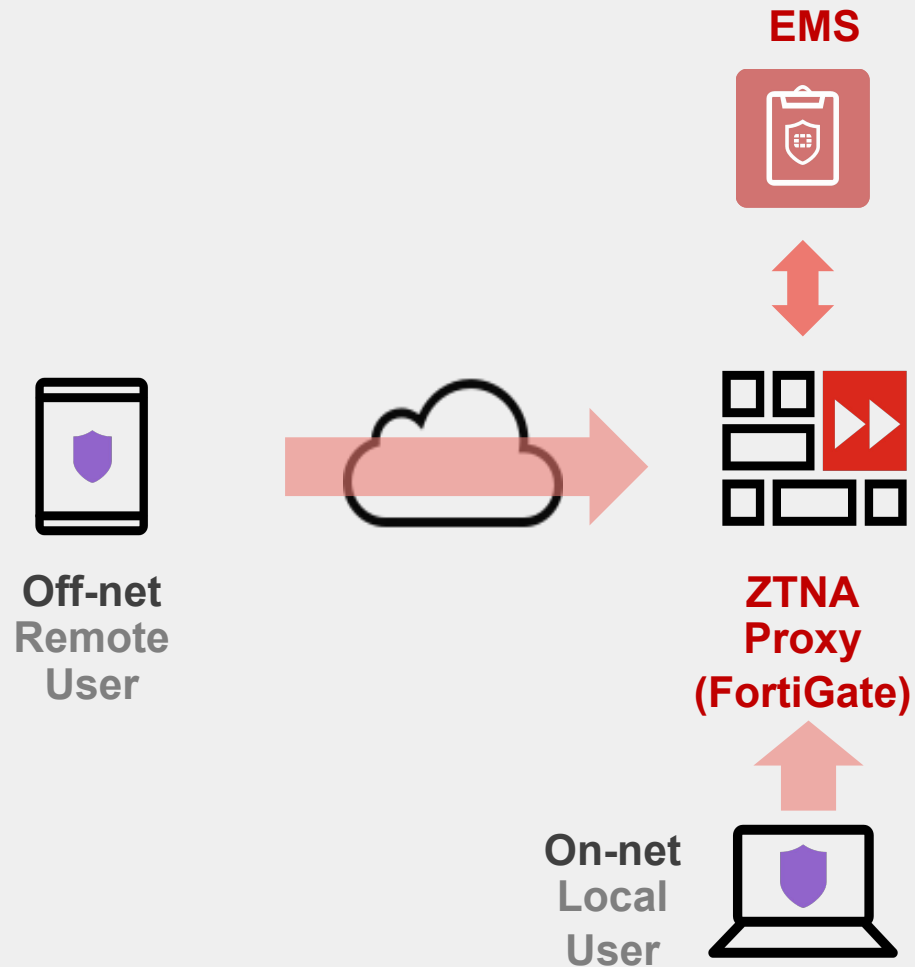 EMS
Off-net
Remote
User
ZTNA
Proxy
(FortiGate)
On-net
Local
User